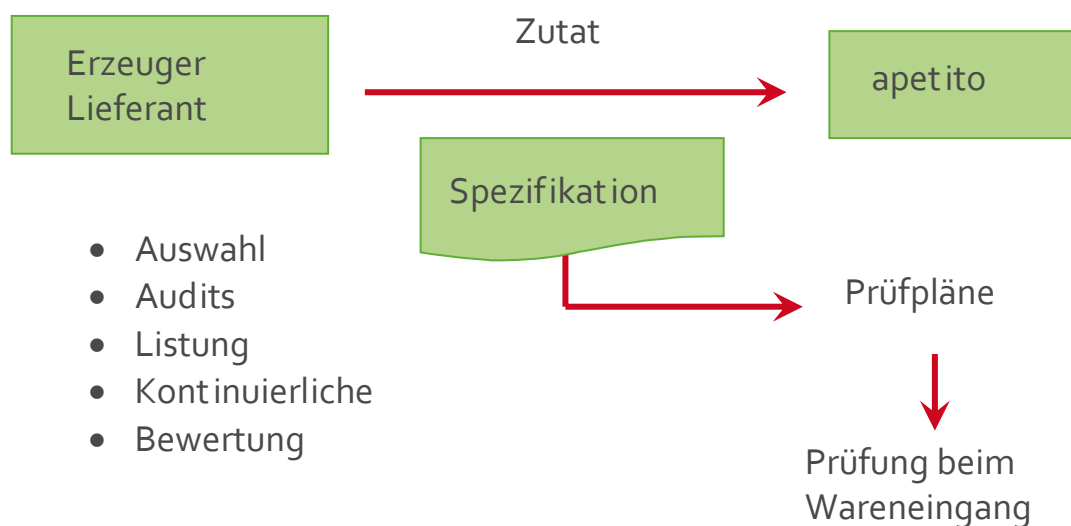 Zutat
Erzeuger
Lieferant
apetito
Spezifikation
• Auswahl
• Audits
• Listung
• Kontinuierliche
• Bewertung
Prüfpläne
Prüfung beim
Wareneingang